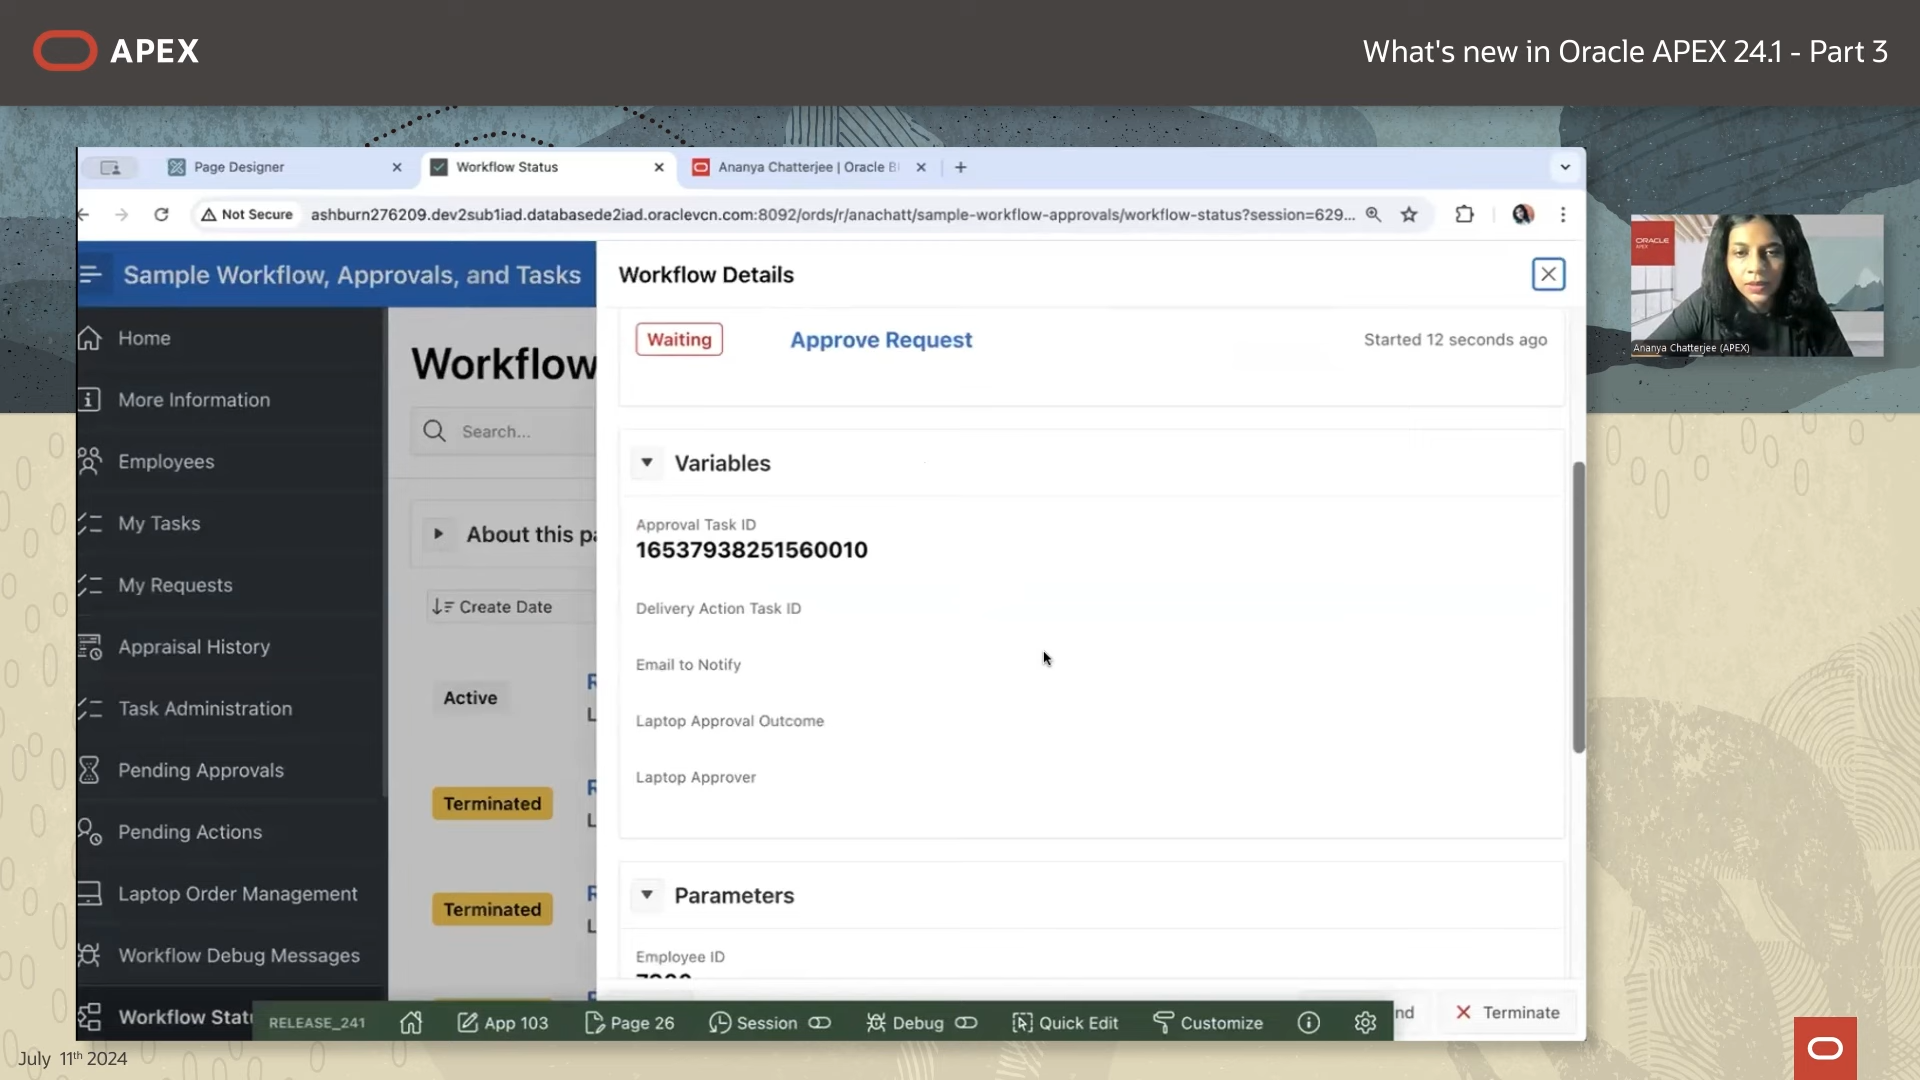 APEX
What's new in Oracle APEX 24.1 - Part 3
Page Designer
Workflow Status
Ananya Chatterjee | Oracle
Not Secure
ashburn276209.dev2sub1iad.databasede2iad.oraclevcn.com:8092/ords/r/anachatt/sample-workflow-approvals/workflow-status?session=629...
Sample Workflow, Approvals, and Tasks
Home
More Information
Employees
My Tasks
My Requests
Appraisal History
Task Administration
Pending Approvals
Pending Actions
Laptop Order Management
Workflow Debug Messages
Workflow Stat
Workflow
Search...
About this pa
Create Date
Active
Terminated
Terminated
Workflow Details
Waiting
Approve Request
Started 12 seconds ago
Variables
Approval Task ID
16537938251560010
Delivery Action Task ID
Email to Notify
Laptop Approval Outcome
Laptop Approver
Parameters
Employee ID
nd
Terminate
RELEASE_241
App 103
Page 26
Session
Debug
Quick Edit
Customize
ORACLE
APEX
Ananya Chatterjee (APEX)
July 11th 2024